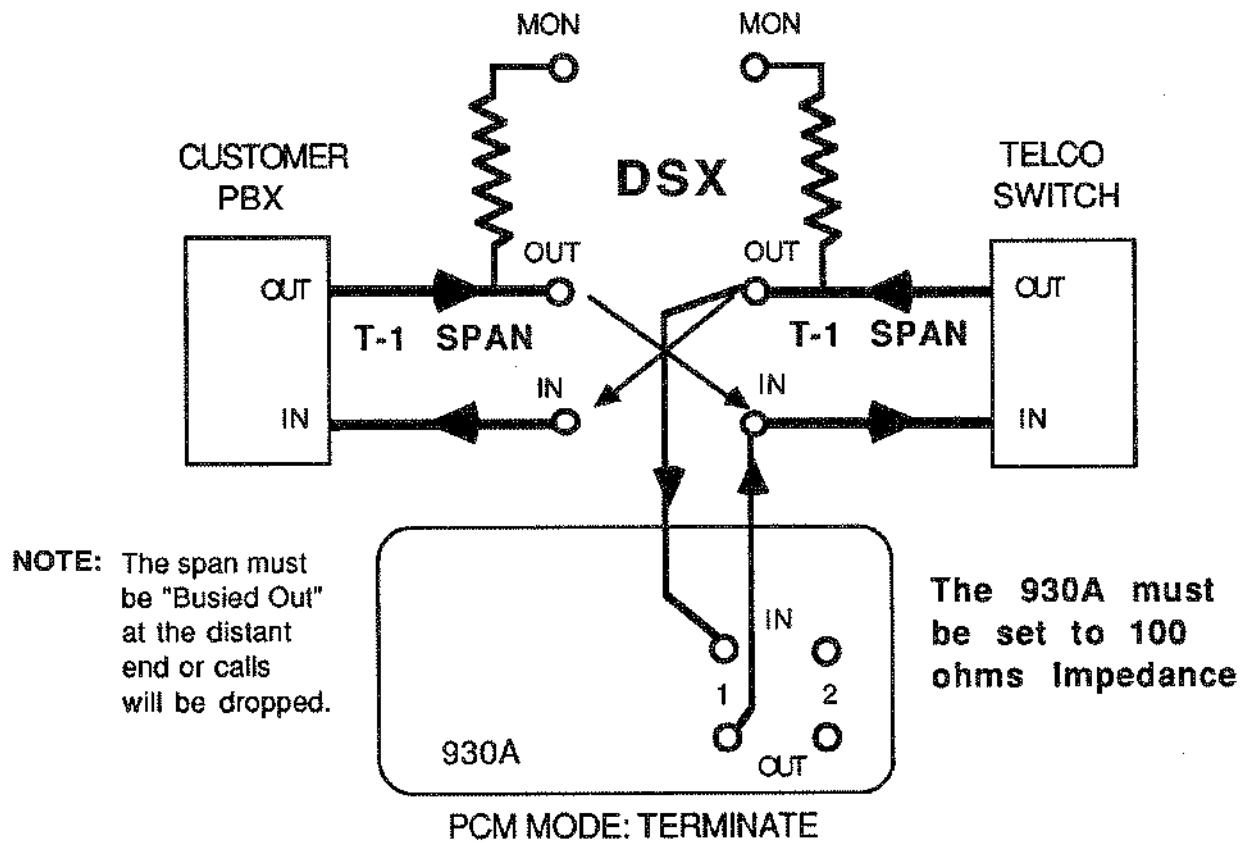 MON
MON
CUSTOMER
PBX
DSX
TELCO
SWITCH
OUT
OUT
OUT
OUT
T-1 SPAN
T-1 SPAN
IN
IN
IN
IN
NOTE: The span must
be "Busied Out"
at the distant
end or calls
will be dropped.
The 930A must
be set to 100
ohms Impedance
IN
1
2
930A
OUT
PCM MODE: TERMINATE